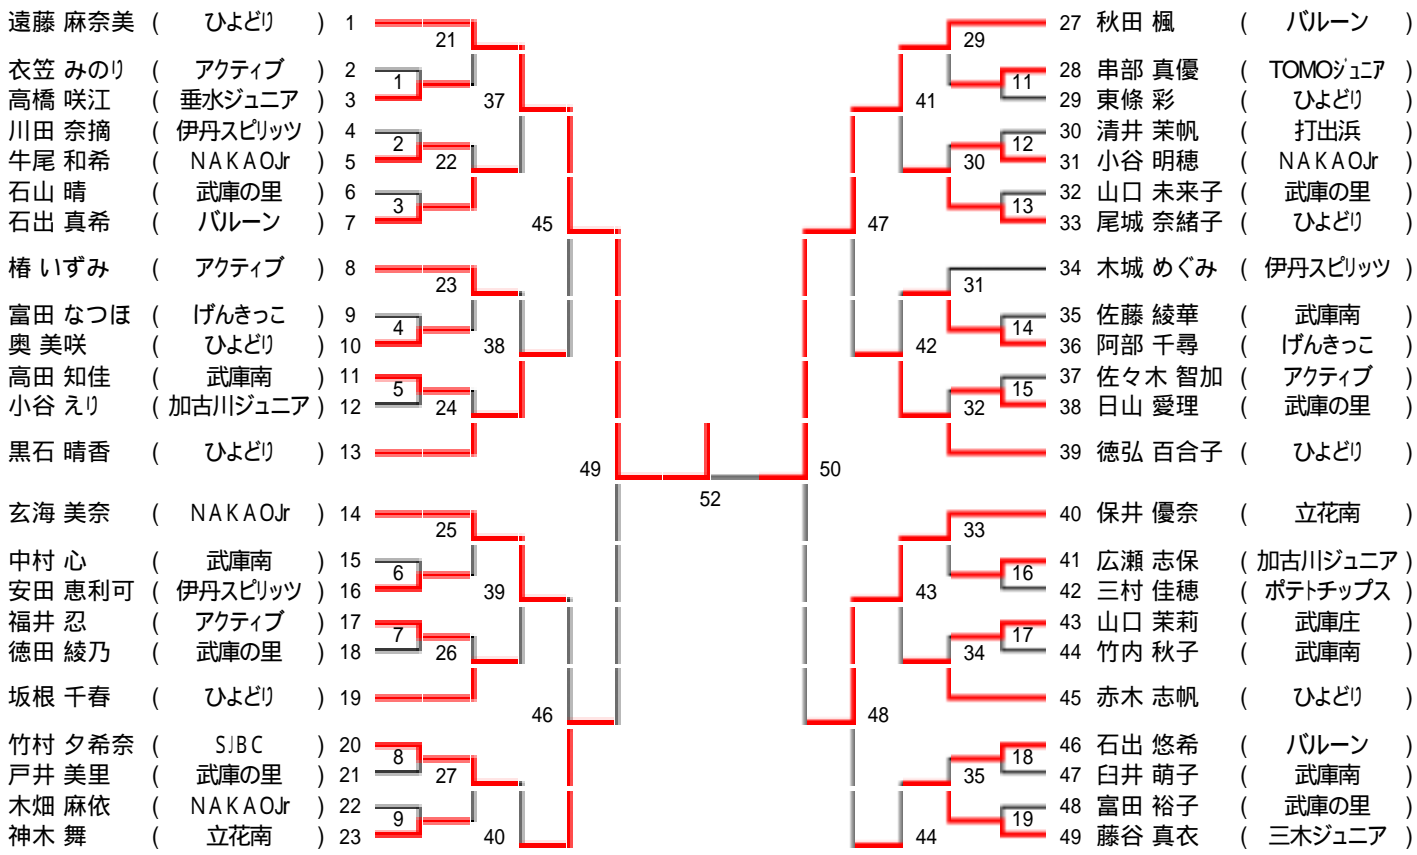 遠藤 麻奈美 ( ひよどり ) 1
衣笠 みのり ( アクティブ ) 2
高橋 咲江 ( 垂水ジュニア ) 3
川田 奈摘 ( 伊丹スピリッツ ) 4
牛尾 和希 ( NAKAOJr ) 5
石山 晴 ( 武庫の里 ) 6
石出 真希 ( バルーン ) 7
椿 いずみ ( アクティブ ) 8
富田 なつほ ( げんきっこ ) 9
奥 美咲 ( ひよどり ) 10
高田 知佳 ( 武庫南 ) 11
小谷 えり ( 加古川ジュニア ) 12
黒石 晴香 ( ひよどり ) 13
玄海 美奈 ( NAKAOJr ) 14
中村 心 ( 武庫南 ) 15
安田 恵利可 ( 伊丹スピリッツ ) 16
福井 忍 ( アクティブ ) 17
徳田 綾乃 ( 武庫の里 ) 18
坂根 千春 ( ひよどり ) 19
竹村 夕希奈 ( SJBC ) 20
戸井 美里 ( 武庫の里 ) 21
木畑 麻依 ( NAKAOJr ) 22
神木 舞 ( 立花南 ) 23
21
1
2
22
3
23
4
5
24
25
6
7
26
8
27
9
37
38
39
40
45
46
49
52
50
47
48
41
42
43
44
29
11
12
30
13
31
14
15
32
33
16
17
34
18
35
19
27 秋田 楓 ( バルーン )
28 串部 真優 ( TOMOジュニア )
29 東條 彩 ( ひよどり )
30 清井 茉帆 ( 打出浜 )
31 小谷 明穂 ( NAKAOJr )
32 山口 未来子 ( 武庫の里 )
33 尾城 奈緒子 ( ひよどり )
34 木城 めぐみ ( 伊丹スピリッツ )
35 佐藤 綾華 ( 武庫南 )
36 阿部 千尋 ( げんきっこ )
37 佐々木 智加 ( アクティブ )
38 日山 愛理 ( 武庫の里 )
39 徳弘 百合子 ( ひよどり )
40 保井 優奈 ( 立花南 )
41 広瀬 志保 ( 加古川ジュニア )
42 三村 佳穂 ( ポテトチップス )
43 山口 茉莉 ( 武庫庄 )
44 竹内 秋子 ( 武庫南 )
45 赤木 志帆 ( ひよどり )
46 石出 悠希 ( バルーン )
47 臼井 萌子 ( 武庫南 )
48 富田 裕子 ( 武庫の里 )
49 藤谷 真衣 ( 三木ジュニア )